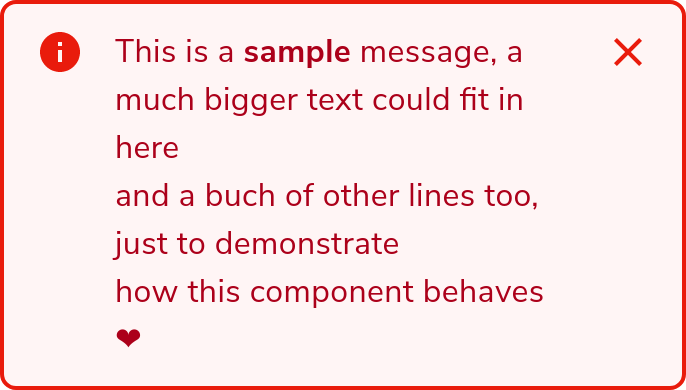 This is a sample message, a
much bigger text could fit in
here
and a buch of other lines too,
just to demonstrate
how this component behaves
❤